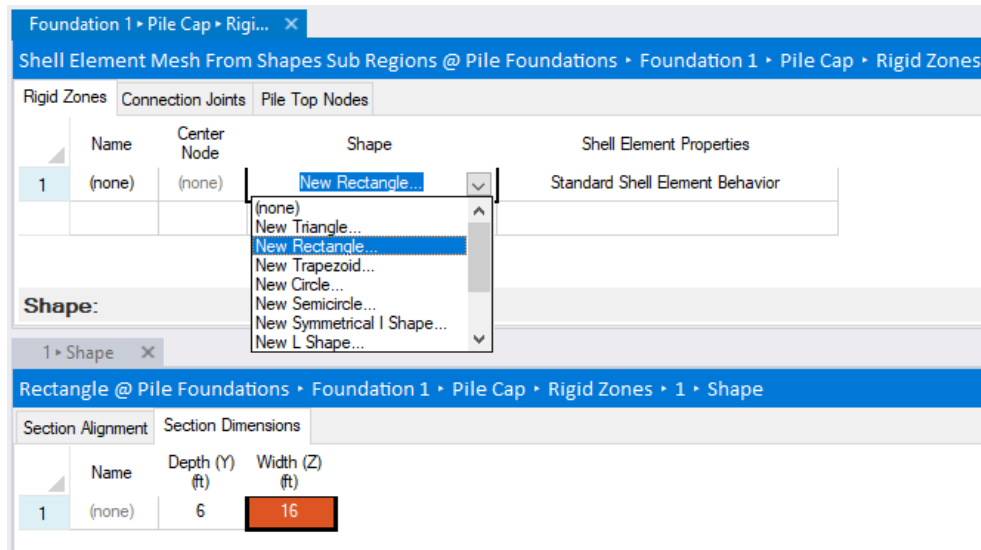 Foundation 1 ▸ Pile Cap ▸ Rigi... ✕
Shell Element Mesh From Shapes Sub Regions @ Pile Foundations ▸ Foundation 1 ▸ Pile Cap ▸ Rigid Zones
Rigid Zones Connection Joints Pile Top Nodes
Name Center Node Shape Shell Element Properties
1 (none) (none) New Rectangle... Standard Shell Element Behavior
(none)
New Triangle...
New Rectangle...
New Trapezoid...
New Circle...
New Semicircle...
New Symmetrical I Shape...
New L Shape...
Shape:
1 ▸ Shape ✕
Rectangle @ Pile Foundations ▸ Foundation 1 ▸ Pile Cap ▸ Rigid Zones ▸ 1 ▸ Shape
Section Alignment Section Dimensions
Name Depth (Y) (ft) Width (Z) (ft)
1 (none) 6 16